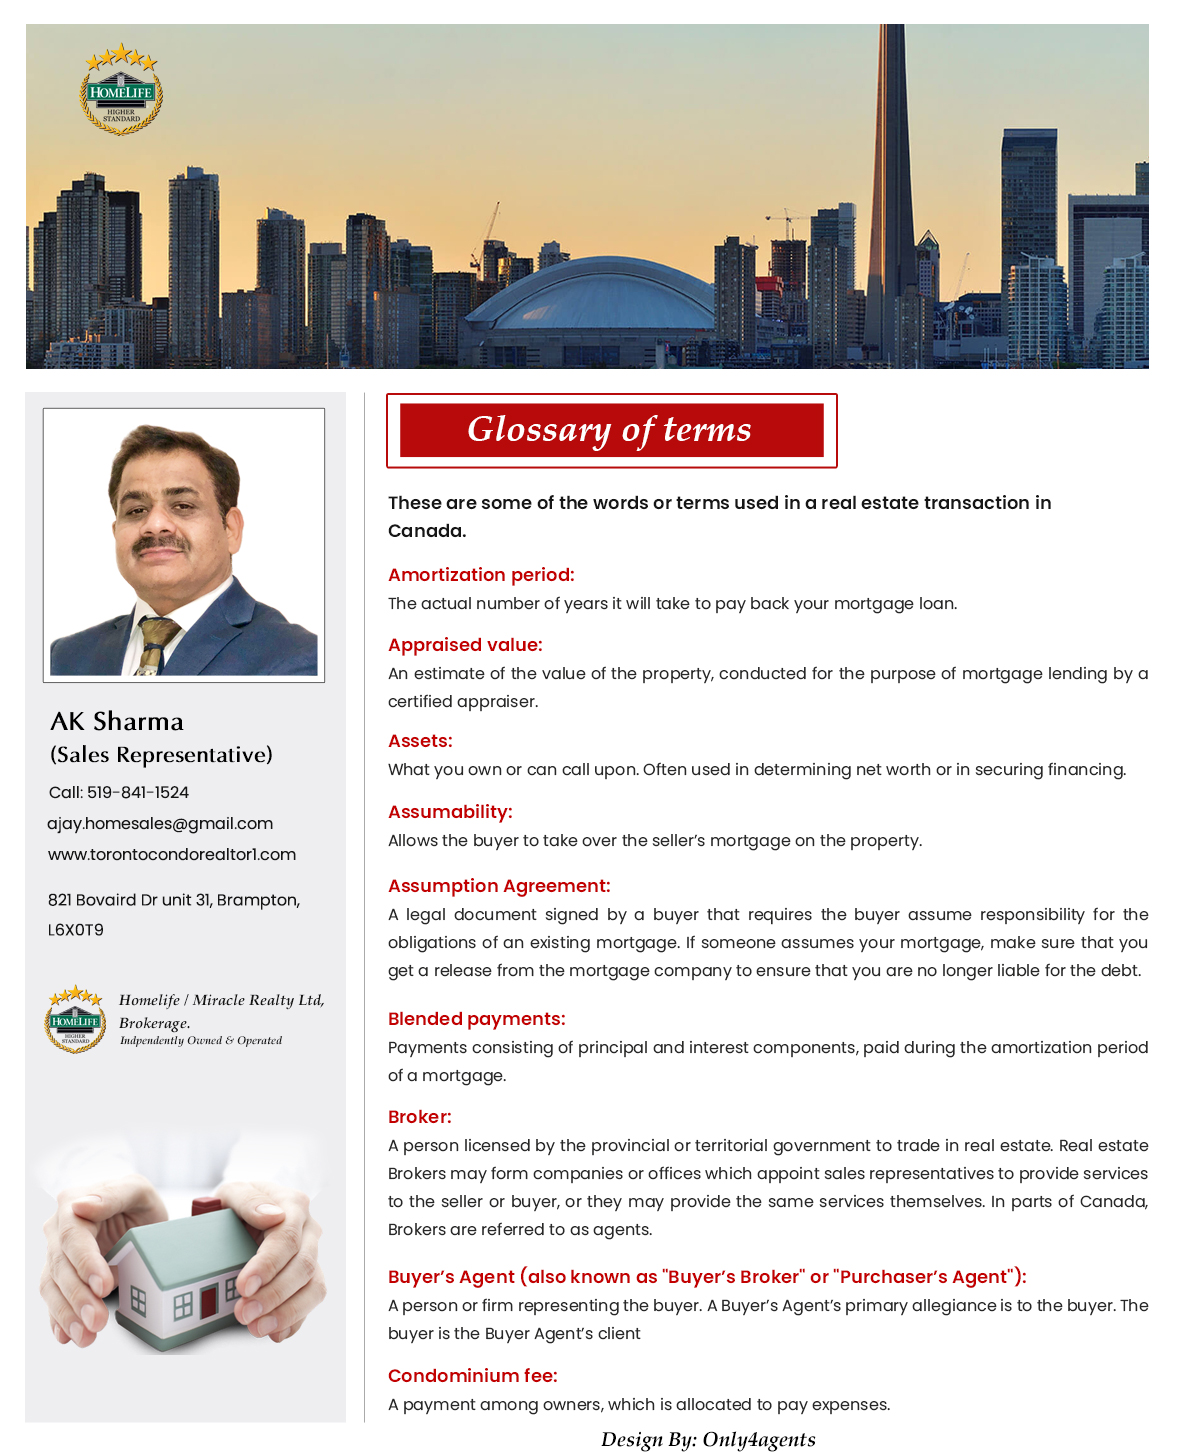 HOMELIFE
HIGHER
STANDARD
Glossary of terms
These are some of the words or terms used in a real estate transaction in
Canada.
Amortization period:
The actual number of years it will take to pay back your mortgage loan.
Appraised value:
An estimate of the value of the property, conducted for the purpose of mortgage lending by a
certified appraiser.
Assets:
What you own or can call upon. Often used in determining net worth or in securing financing.
Assumability:
Allows the buyer to take over the seller’s mortgage on the property.
Assumption Agreement:
A legal document signed by a buyer that requires the buyer assume responsibility for the
obligations of an existing mortgage. If someone assumes your mortgage, make sure that you
get a release from the mortgage company to ensure that you are no longer liable for the debt.
Blended payments:
Payments consisting of principal and interest components, paid during the amortization period
of a mortgage.
Broker:
A person licensed by the provincial or territorial government to trade in real estate. Real estate
Brokers may form companies or offices which appoint sales representatives to provide services
to the seller or buyer, or they may provide the same services themselves. In parts of Canada,
Brokers are referred to as agents.
Buyer’s Agent (also known as "Buyer’s Broker" or "Purchaser’s Agent"):
A person or firm representing the buyer. A Buyer’s Agent’s primary allegiance is to the buyer. The
buyer is the Buyer Agent’s client
Condominium fee:
A payment among owners, which is allocated to pay expenses.
AK Sharma
(Sales Representative)
Call: 519-841-1524
ajay.homesales@gmail.com
www.torontocondorealtor1.com
821 Bovaird Dr unit 31, Brampton,
L6X0T9
HOMELIFE
HIGHER
STANDARD
Homelife / Miracle Realty Ltd,
Brokerage.
Indpendently Owned & Operated
Design By: Only4agents